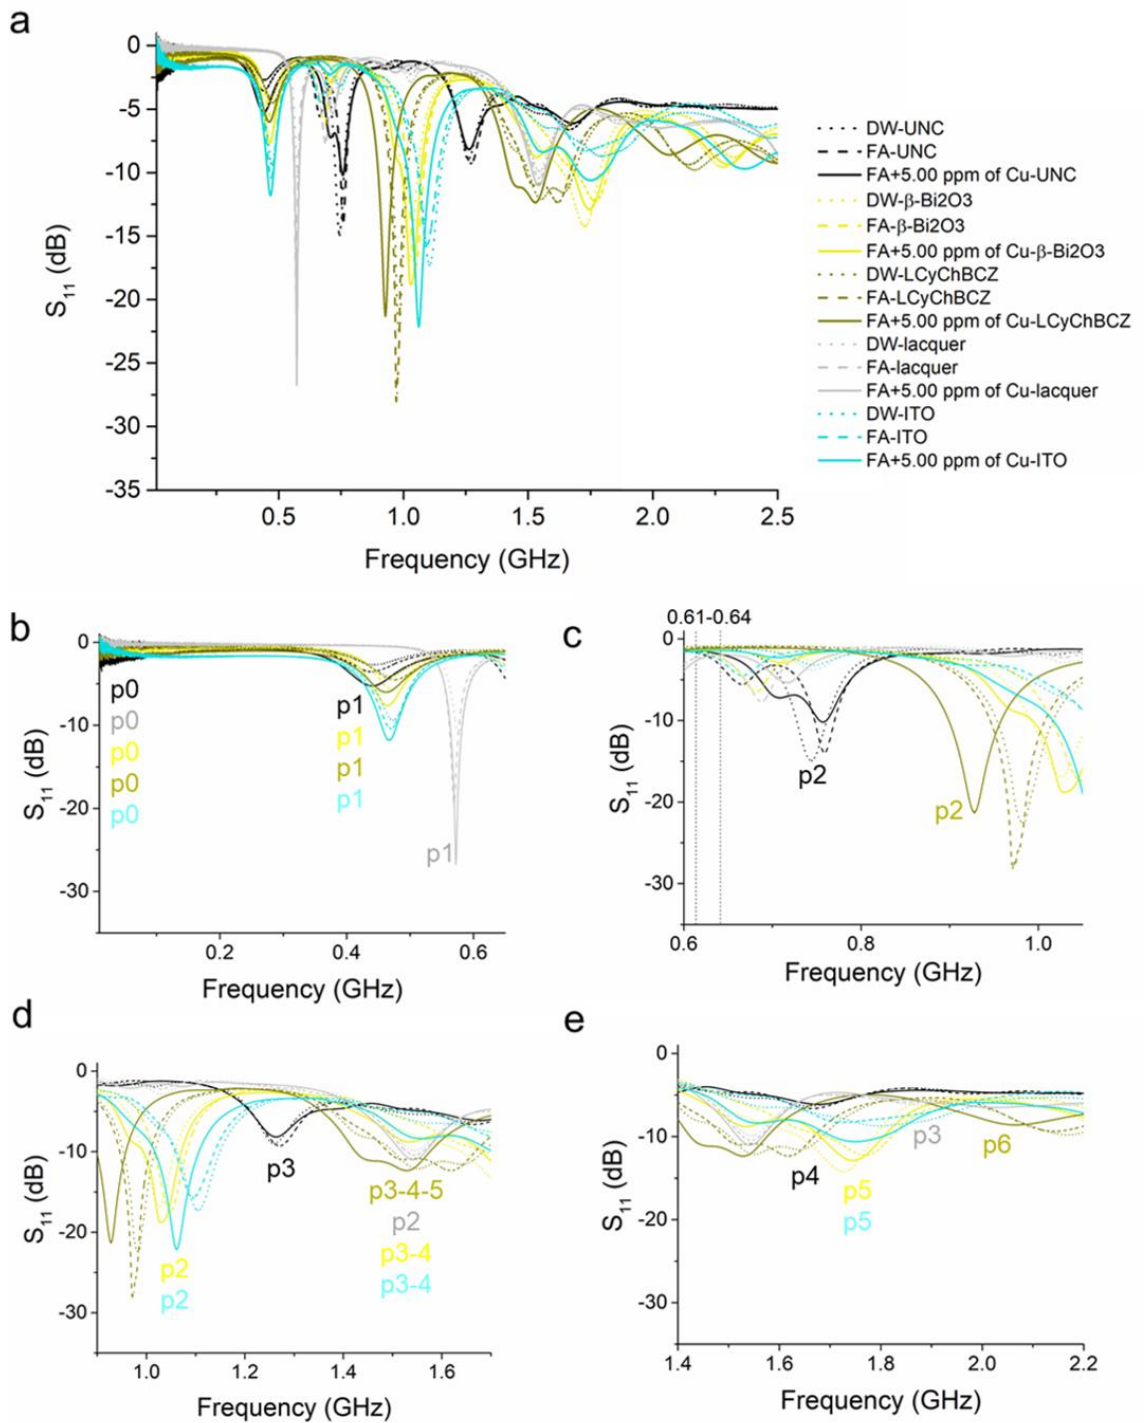 a
0
-5
-10
-15
-20
-25
-30
-35
S11 (dB)
0.5 1.0 1.5 2.0 2.5
Frequency (GHz)
DW-UNC
FA-UNC
FA+5.00 ppm of Cu-UNC
DW-β-Bi2O3
FA-β-Bi2O3
FA+5.00 ppm of Cu-β-Bi2O3
DW-LCyChBCZ
FA-LCyChBCZ
FA+5.00 ppm of Cu-LCyChBCZ
DW-lacquer
FA-lacquer
FA+5.00 ppm of Cu-lacquer
DW-ITO
FA-ITO
FA+5.00 ppm of Cu-ITO
b
0
-10
-20
-30
S11 (dB)
p0
p0
p0
p0
p0
p1
p1
p1
p1
p1
0.2 0.4 0.6
Frequency (GHz)
c
0.61-0.64
0
-10
-20
-30
S11 (dB)
p2
p2
0.6 0.8 1.0
Frequency (GHz)
d
0
-10
-20
-30
S11 (dB)
p3
p2
p2
p3-4-5
p2
p3-4
p3-4
1.0 1.2 1.4 1.6
Frequency (GHz)
e
0
-10
-20
-30
S11 (dB)
p4
p5
p5
p3
p6
1.4 1.6 1.8 2.0 2.2
Frequency (GHz)